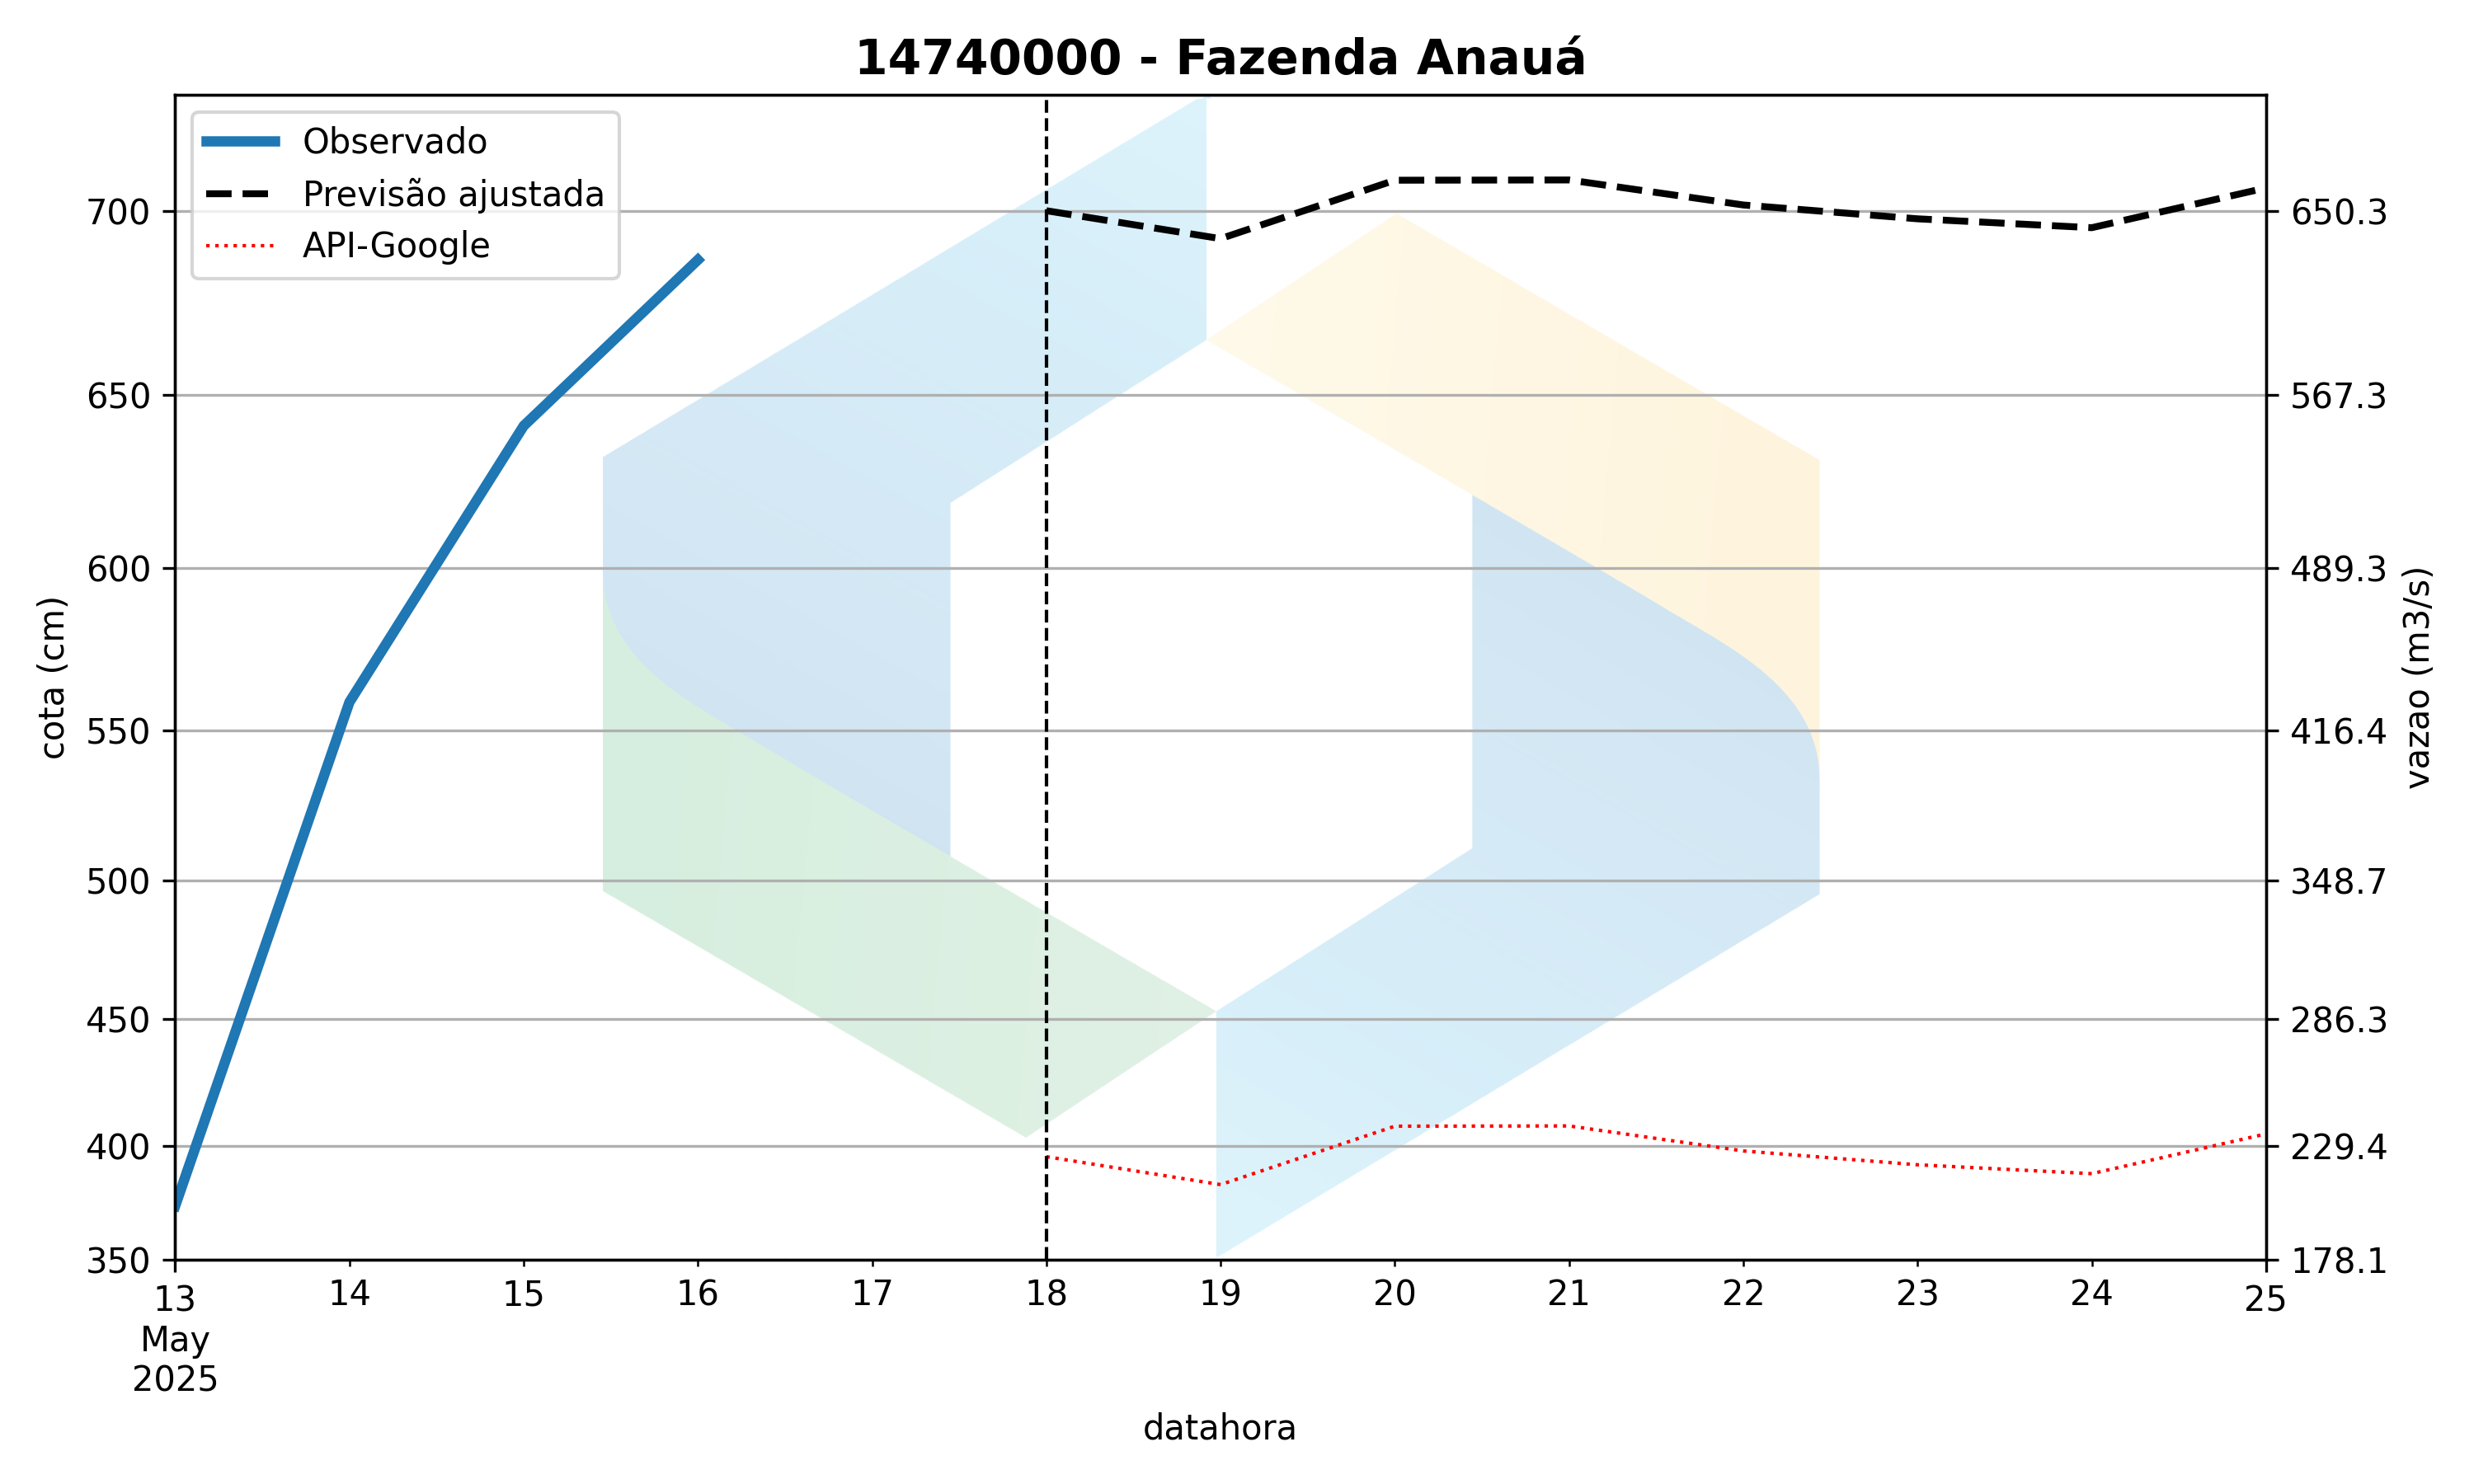 14740000 - Fazenda Anauá
Observado
Previsão ajustada
API-Google
700
650
600
550
500
450
400
350
cota (cm)
650.3
567.3
489.3
416.4
348.7
286.3
229.4
178.1
vazao (m3/s)
13 14 15 16 17 18 19 20 21 22 23 24 25
May
2025
datahora